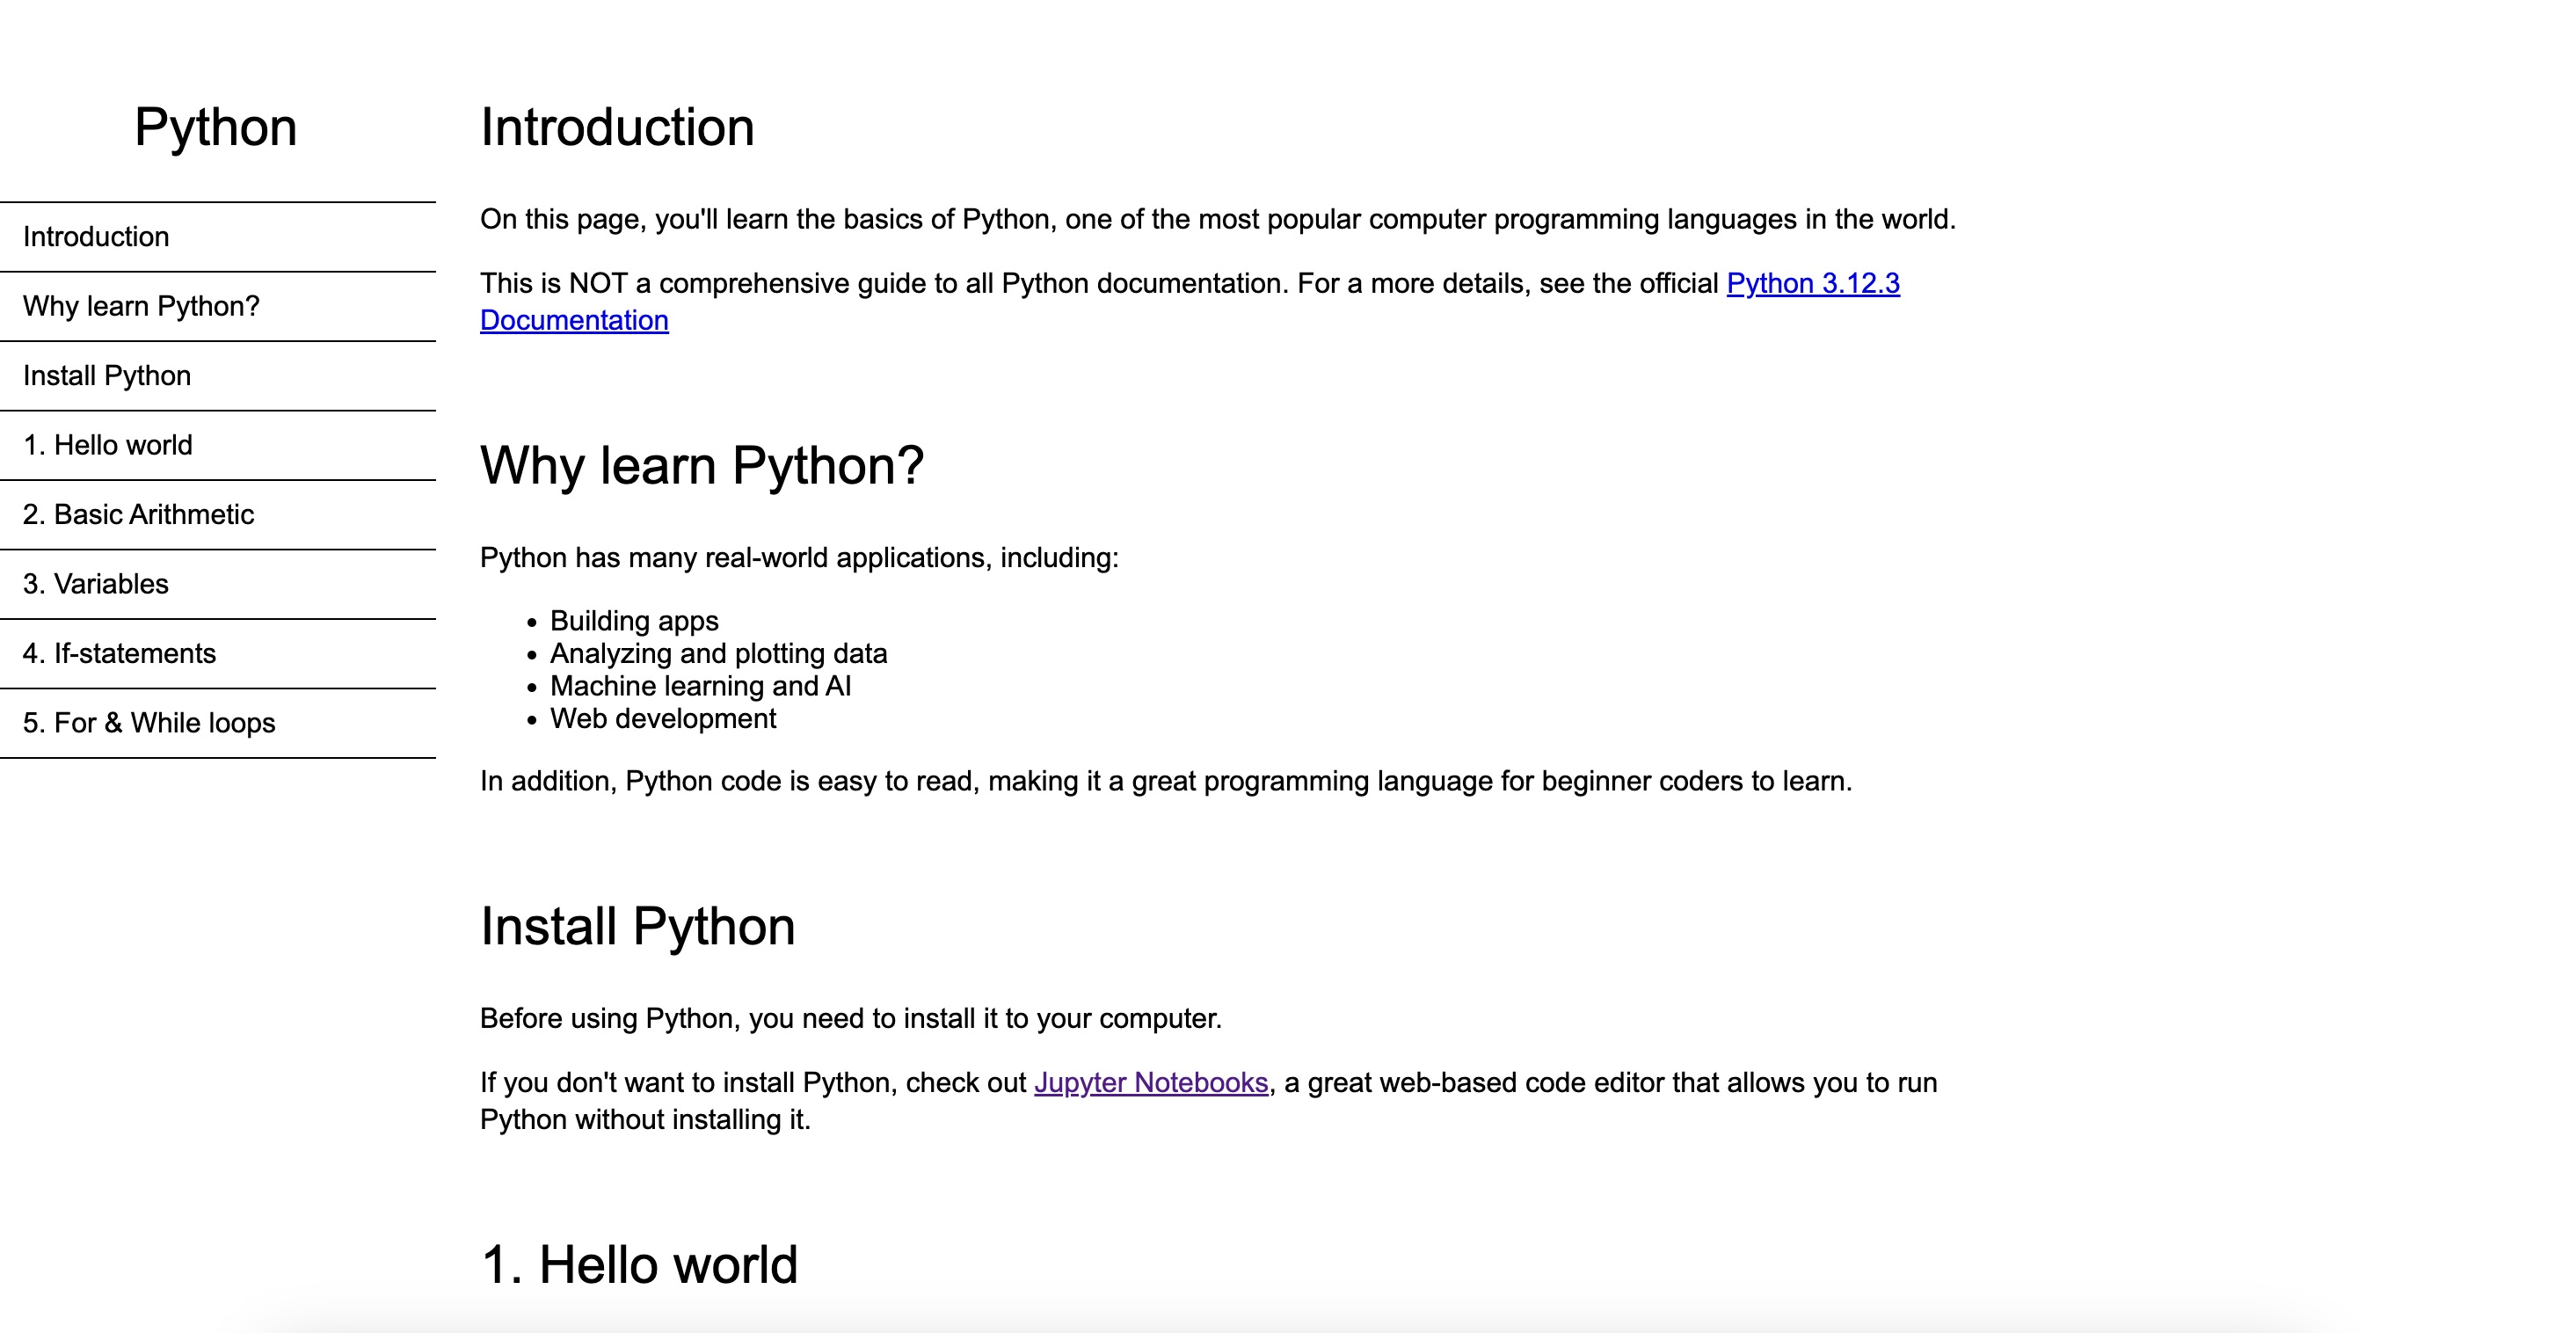 Python
Introduction
Why learn Python?
Install Python
1. Hello world
2. Basic Arithmetic
3. Variables
4. If-statements
5. For & While loops
Introduction
On this page, you'll learn the basics of Python, one of the most popular computer programming languages in the world.
This is NOT a comprehensive guide to all Python documentation. For a more details, see the official Python 3.12.3
Documentation
Why learn Python?
Python has many real-world applications, including:
• Building apps
• Analyzing and plotting data
• Machine learning and AI
• Web development
In addition, Python code is easy to read, making it a great programming language for beginner coders to learn.
Install Python
Before using Python, you need to install it to your computer.
If you don't want to install Python, check out Jupyter Notebooks, a great web-based code editor that allows you to run
Python without installing it.
1. Hello world